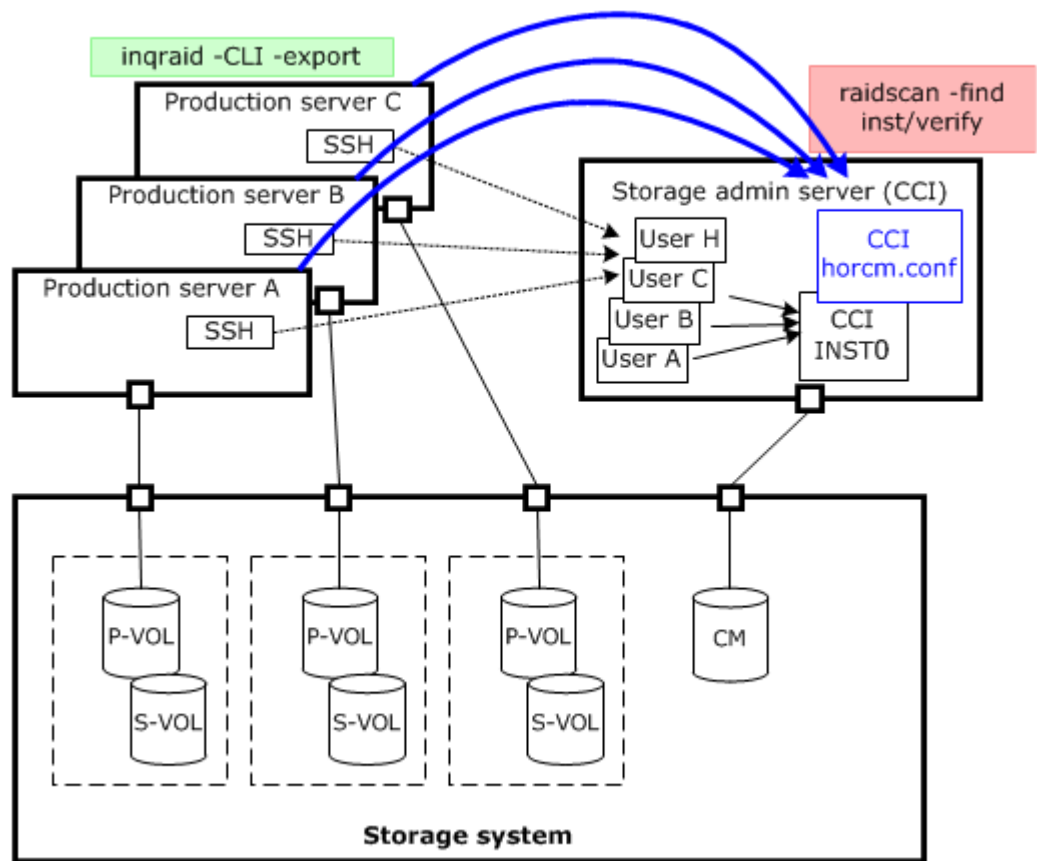 inqraid -CLI -export
Production server C
SSH
raidscan -find
inst/verify
Production server B
SSH
Production server A
SSH
Storage admin server (CCI)
User H
User C
User B
User A
CCI
horcm.conf
CCI
INST0
P-VOL
S-VOL
P-VOL
S-VOL
P-VOL
S-VOL
CM
Storage system